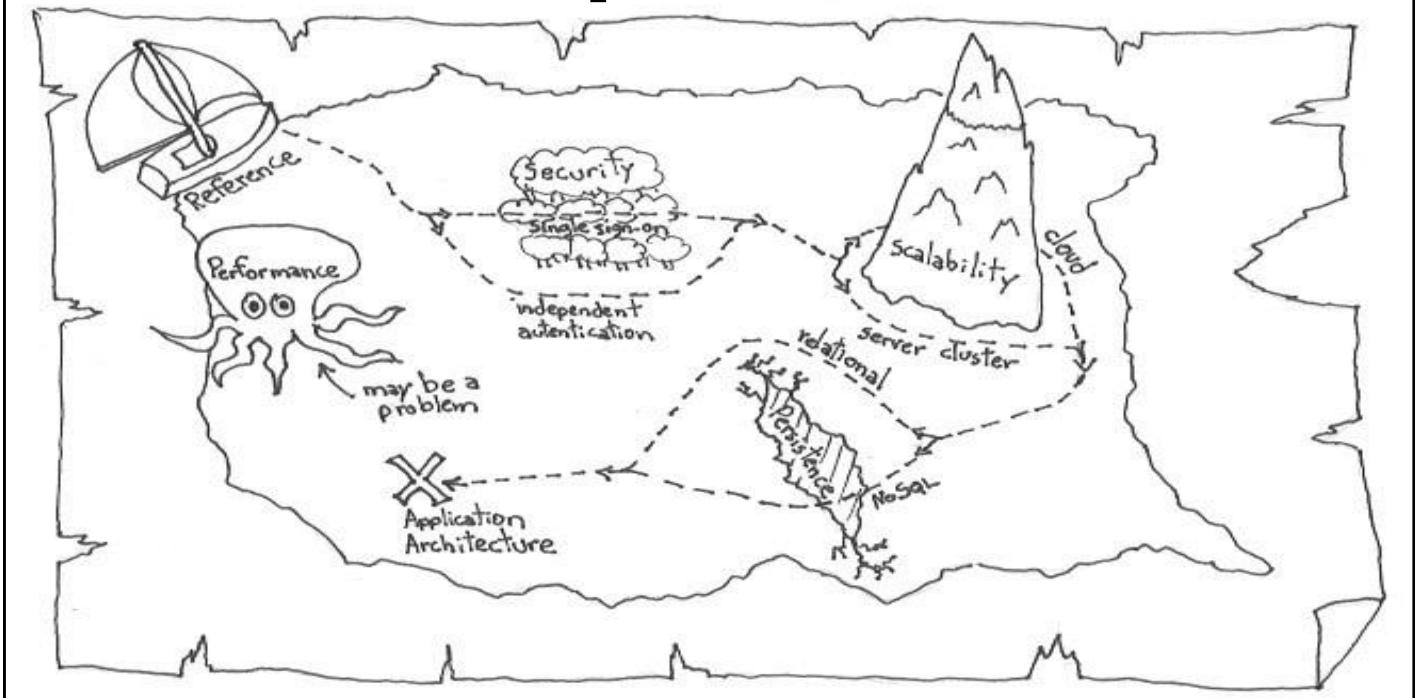 Reference
Security
single sign-on
independent
autentication
Performance
may be a
problem
Scalability
cloud
server cluster
relational
Persistence
NoSQL
Application
Architecture